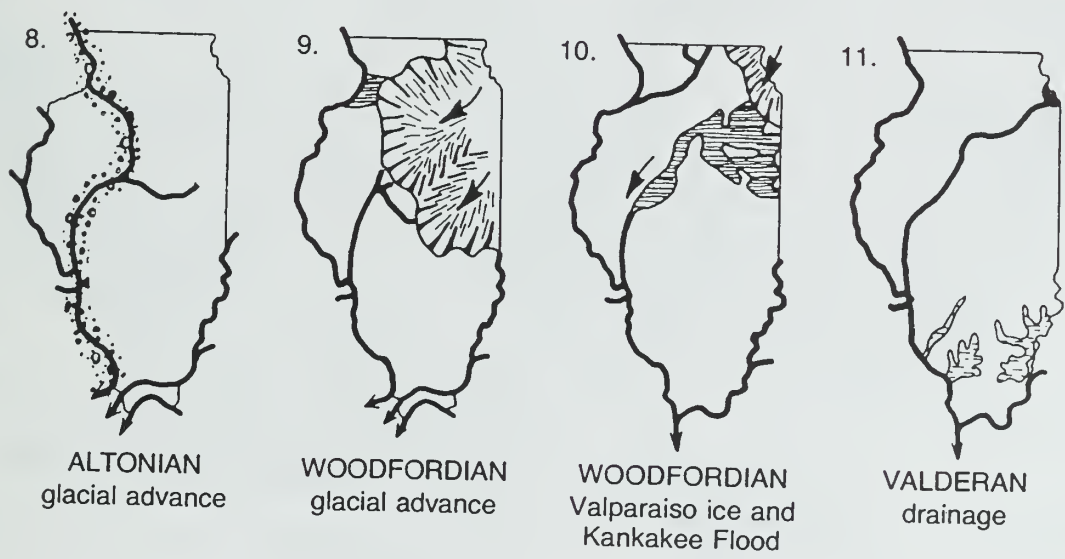 8.
ALTONIAN
glacial advance
9.
WOODFORDIAN
glacial advance
10.
WOODFORDIAN
Valparaiso ice and
Kankakee Flood
11.
VALDERAN
drainage